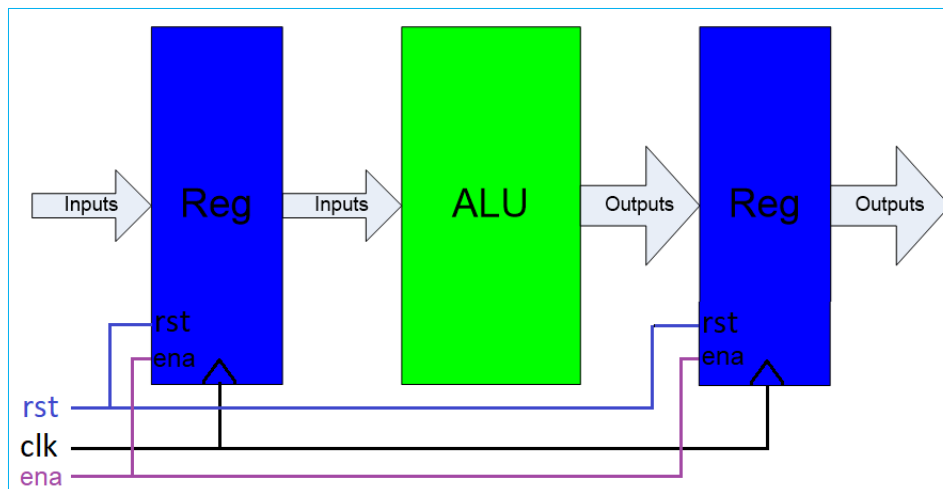 Inputs
Reg
Inputs
ALU
Outputs
Reg
Outputs
rst
ena
rst
ena
rst
clk
ena